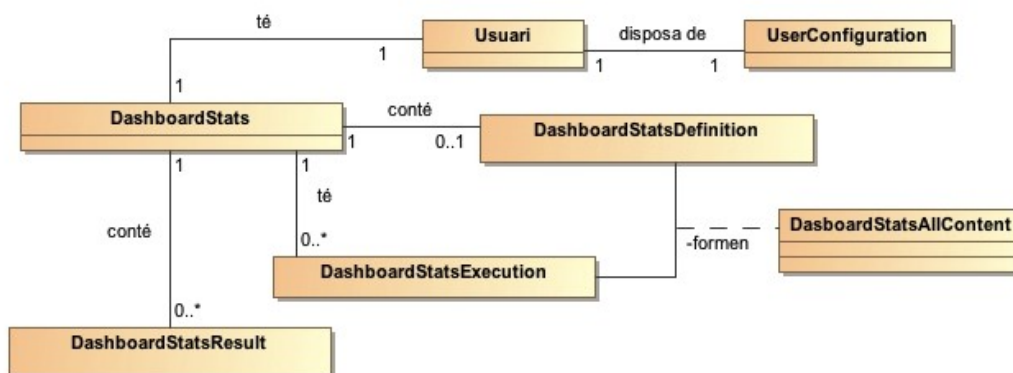 té
Usuari
disposa de
UserConfiguration
1
1
1
1
DashboardStats
conté
DashboardStatsDefinition
1
0..1
1
1
té
conté
DasboardStatsAllContent
-formen
0..*
DashboardStatsExecution
0..*
DashboardStatsResult